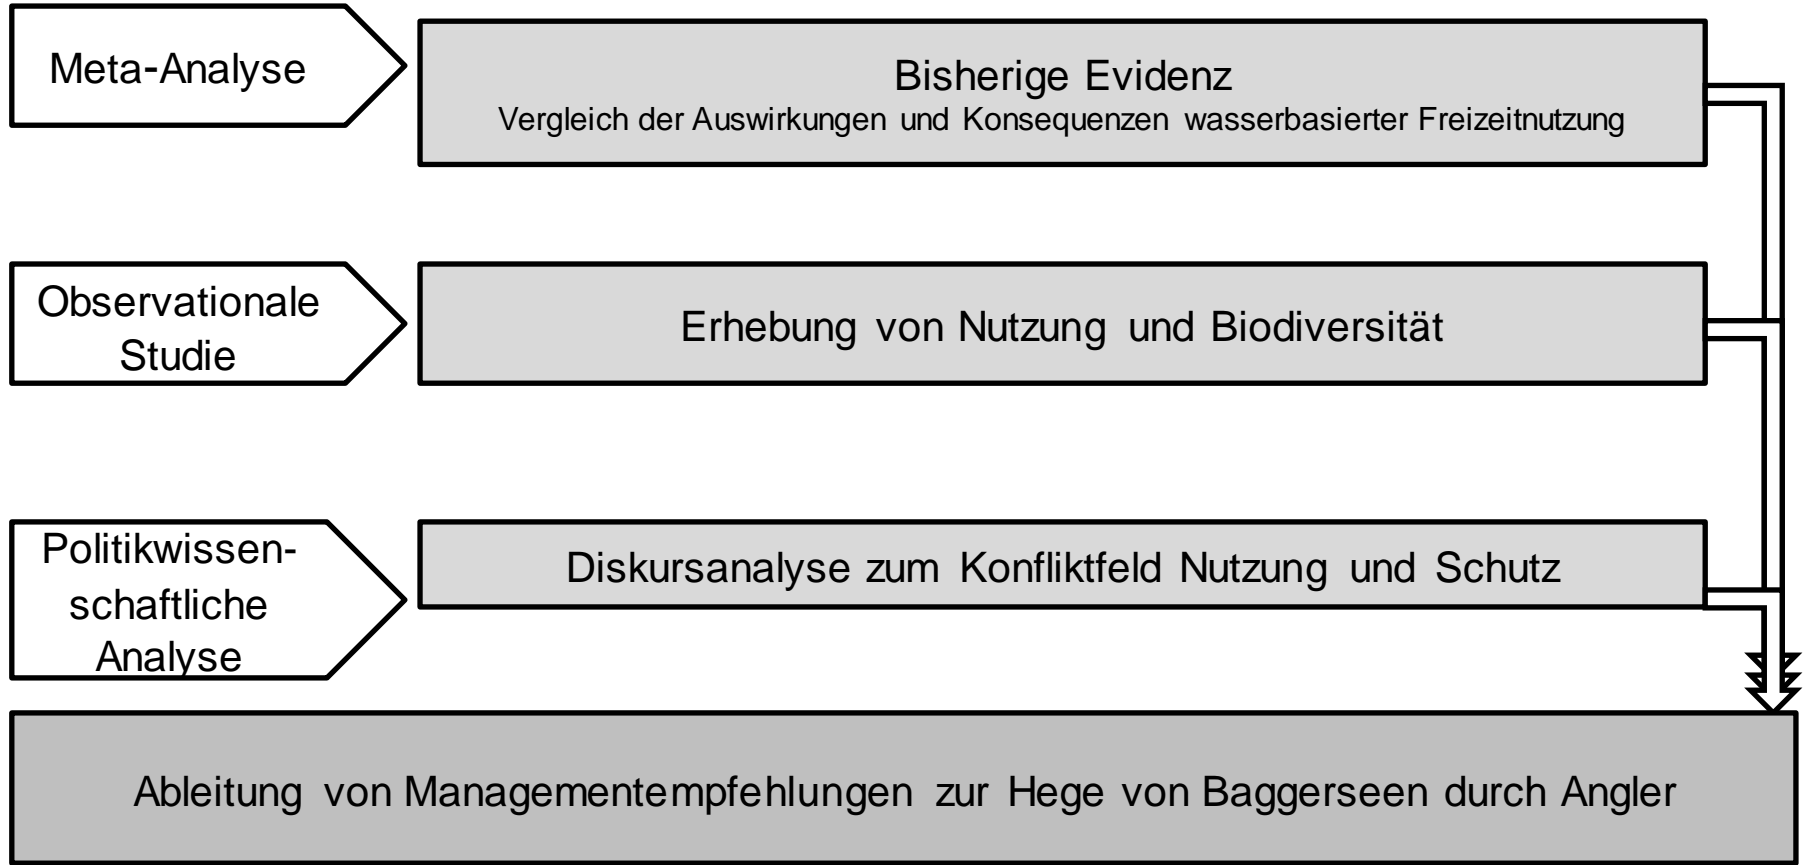 Meta-Analyse
Bisherige Evidenz
Vergleich der Auswirkungen und Konsequenzen wasserbasierter Freizeitnutzung
Observationale
Studie
Erhebung von Nutzung und Biodiversität
Politikwissen-
schaftliche
Analyse
Diskursanalyse zum Konfliktfeld Nutzung und Schutz
Ableitung von Managementempfehlungen zur Hege von Baggerseen durch Angler